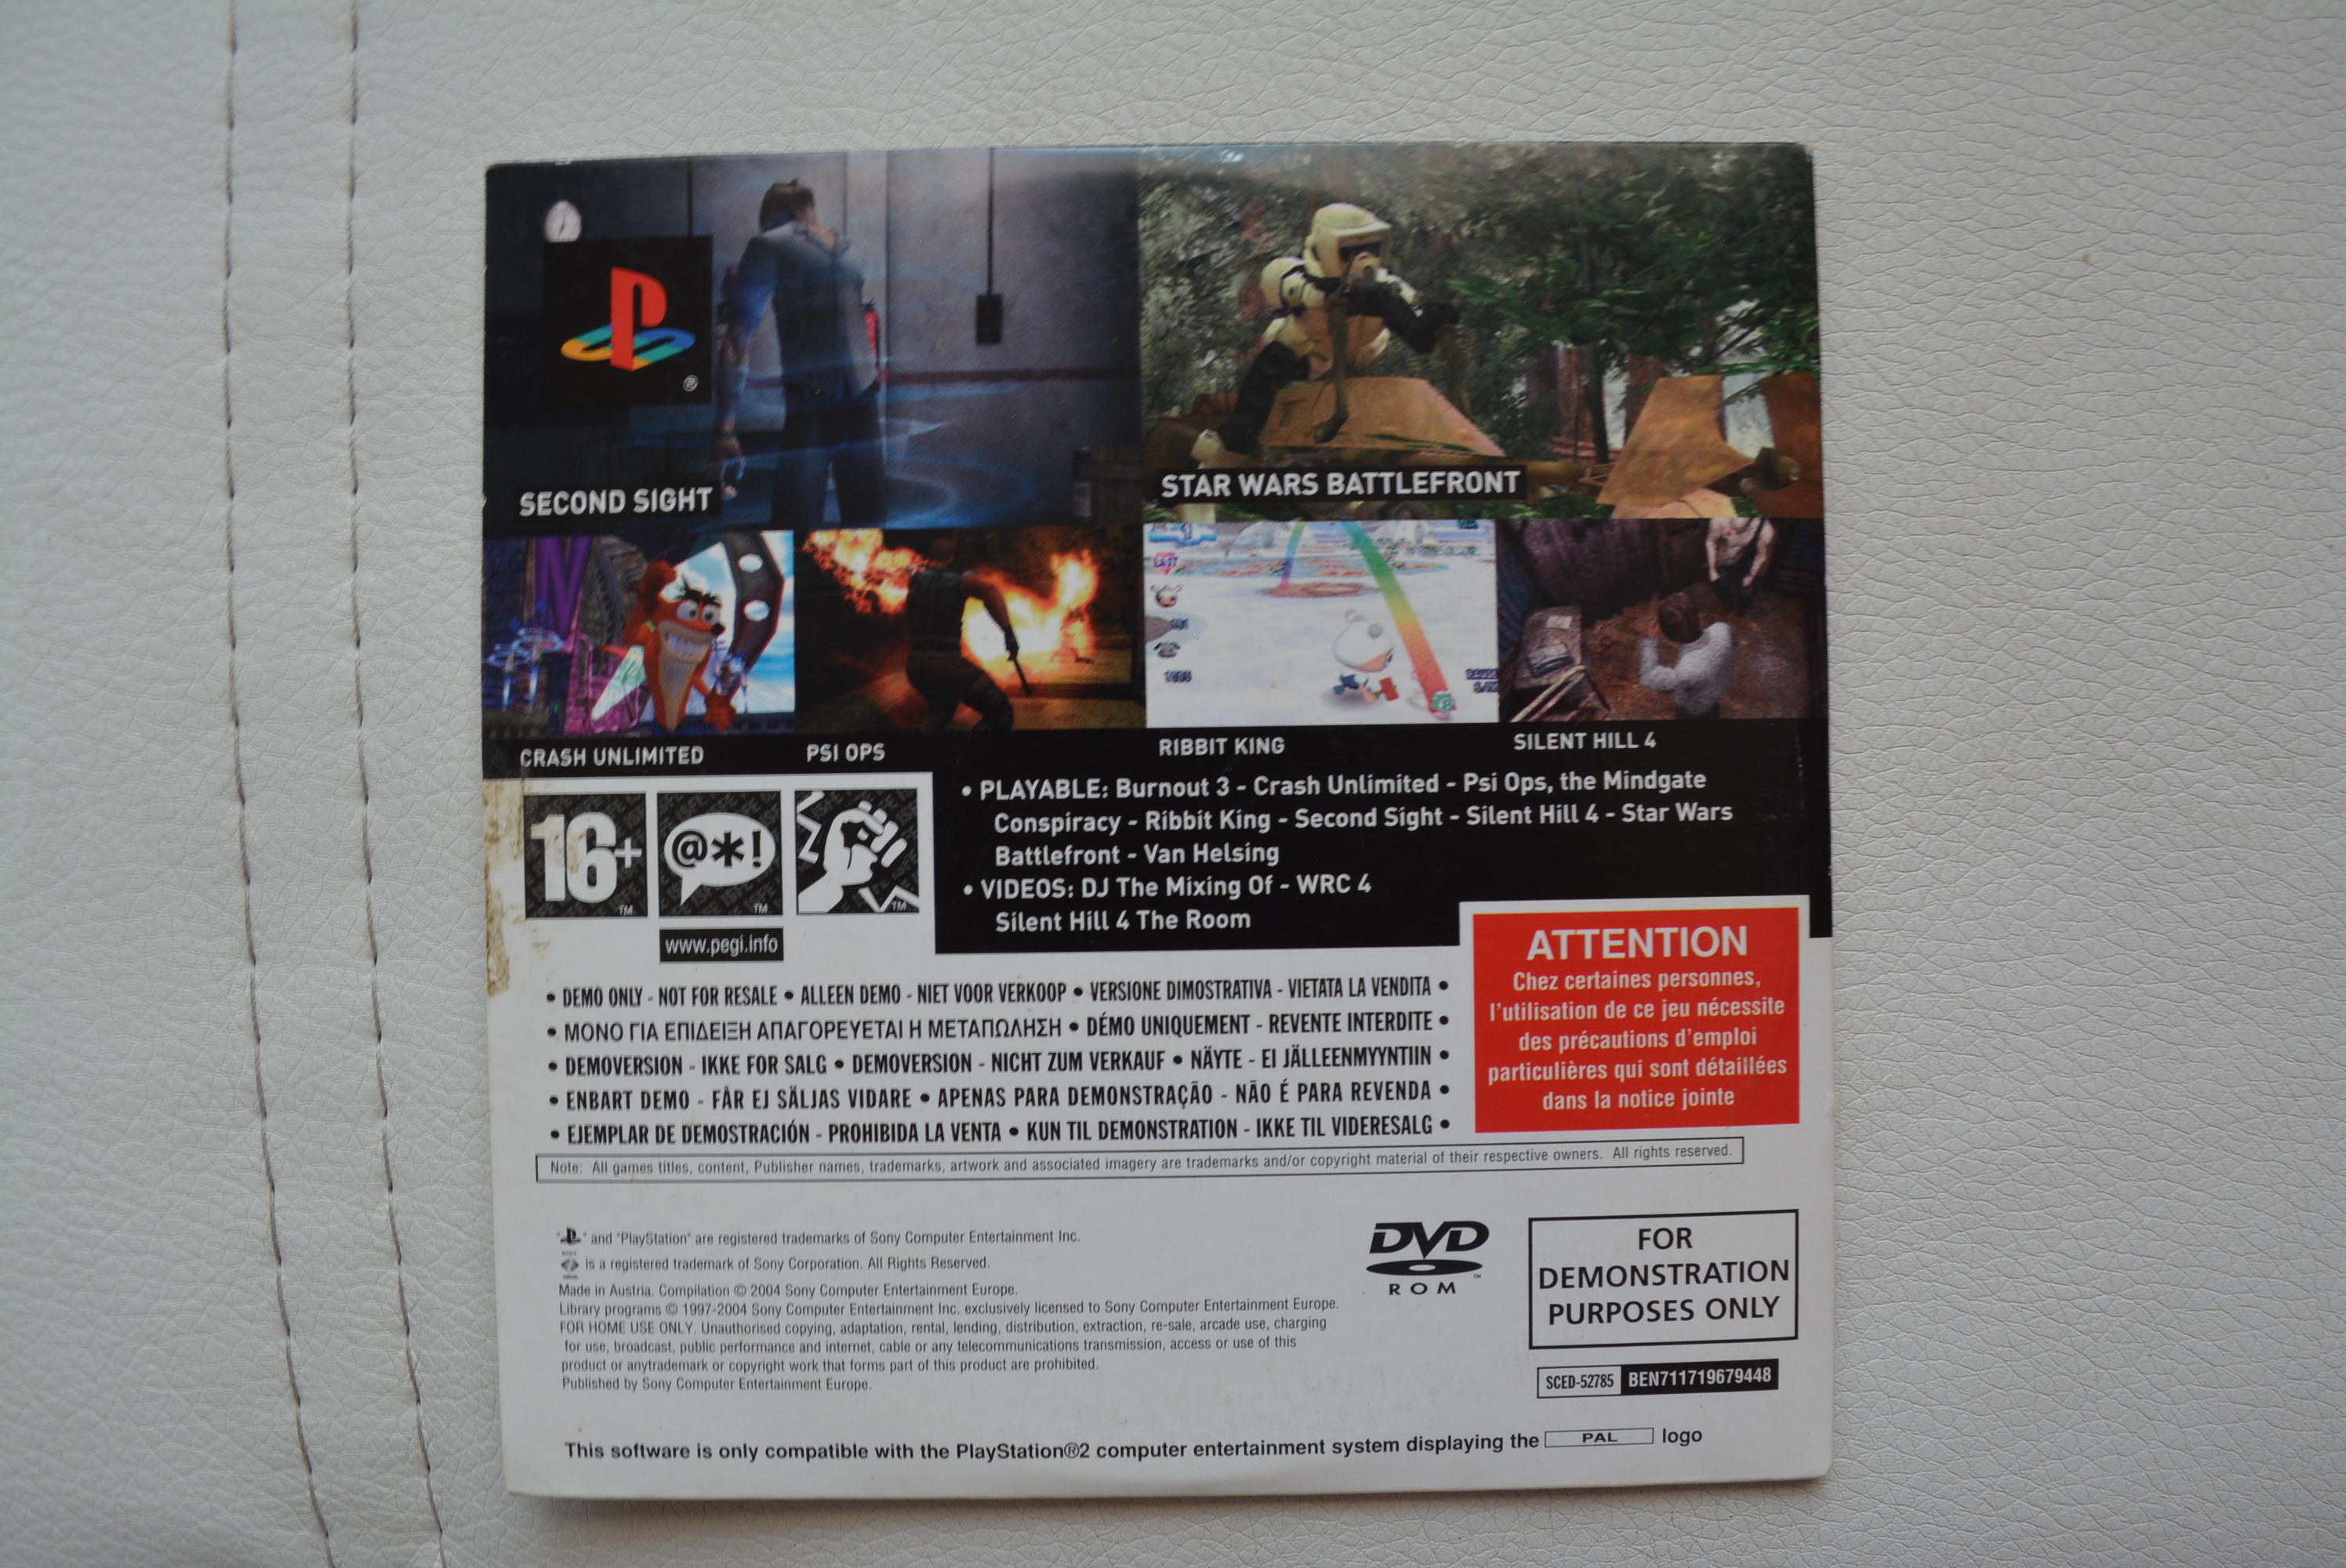 ®
SECOND SIGHT
STAR WARS BATTLEFRONT
CRASH UNLIMITED
PSI OPS
RIBBIT KING
SILENT HILL 4
• PLAYABLE: Burnout 3 - Crash Unlimited - Psi Ops, the Mindgate
Conspiracy - Ribbit King - Second Sight - Silent Hill 4 - Star Wars
Battlefront - Van Helsing
• VIDEOS: DJ The Mixing Of - WRC 4
Silent Hill 4 The Room
16+
TM
@*!
TM
TM
www.pegi.info
ATTENTION
Chez certaines personnes,
l'utilisation de ce jeu nécessite
des précautions d'emploi
particulières qui sont détaillées
dans la notice jointe
• DEMO ONLY - NOT FOR RESALE • ALLEEN DEMO - NIET VOOR VERKOOP • VERSIONE DIMOSTRATIVA - VIETATA LA VENDITA •
• ΜΟΝΟ ΓΙΑ ΕΠΙΔΕΙΞΗ ΑΠΑΓΟΡΕΥΕΤΑΙ Η ΜΕΤΑΠΩΛΗΣΗ • DÉMO UNIQUEMENT - REVENTE INTERDITE •
• DEMOVERSION - IKKE FOR SALG • DEMOVERSION - NICHT ZUM VERKAUF • NÄYTE - EI JÄLLEENMYYNTIIN •
• ENBART DEMO - FÅR EJ SÄLJAS VIDARE • APENAS PARA DEMONSTRAÇÃO - NÃO É PARA REVENDA •
• EJEMPLAR DE DEMOSTRACIÓN - PROHIBIDA LA VENTA • KUN TIL DEMONSTRATION - IKKE TIL VIDERESALG •
Note: All games titles, content, Publisher names, trademarks, artwork and associated imagery are trademarks and/or copyright material of their respective owners. All rights reserved.
" " and "PlayStation" are registered trademarks of Sony Computer Entertainment Inc.
is a registered trademark of Sony Corporation. All Rights Reserved.
Made in Austria. Compilation © 2004 Sony Computer Entertainment Europe.
Library programs © 1997-2004 Sony Computer Entertainment Inc. exclusively licensed to Sony Computer Entertainment Europe.
FOR HOME USE ONLY. Unauthorised copying, adaptation, rental, lending, distribution, extraction, re-sale, arcade use, charging
for use, broadcast, public performance and internet, cable or any telecommunications transmission, access or use of this
product or anytrademark or copyright work that forms part of this product are prohibited.
Published by Sony Computer Entertainment Europe.
DVD
ROM
™
FOR
DEMONSTRATION
PURPOSES ONLY
SCED-52785 BEN711719679448
This software is only compatible with the PlayStation®2 computer entertainment system displaying the PAL logo